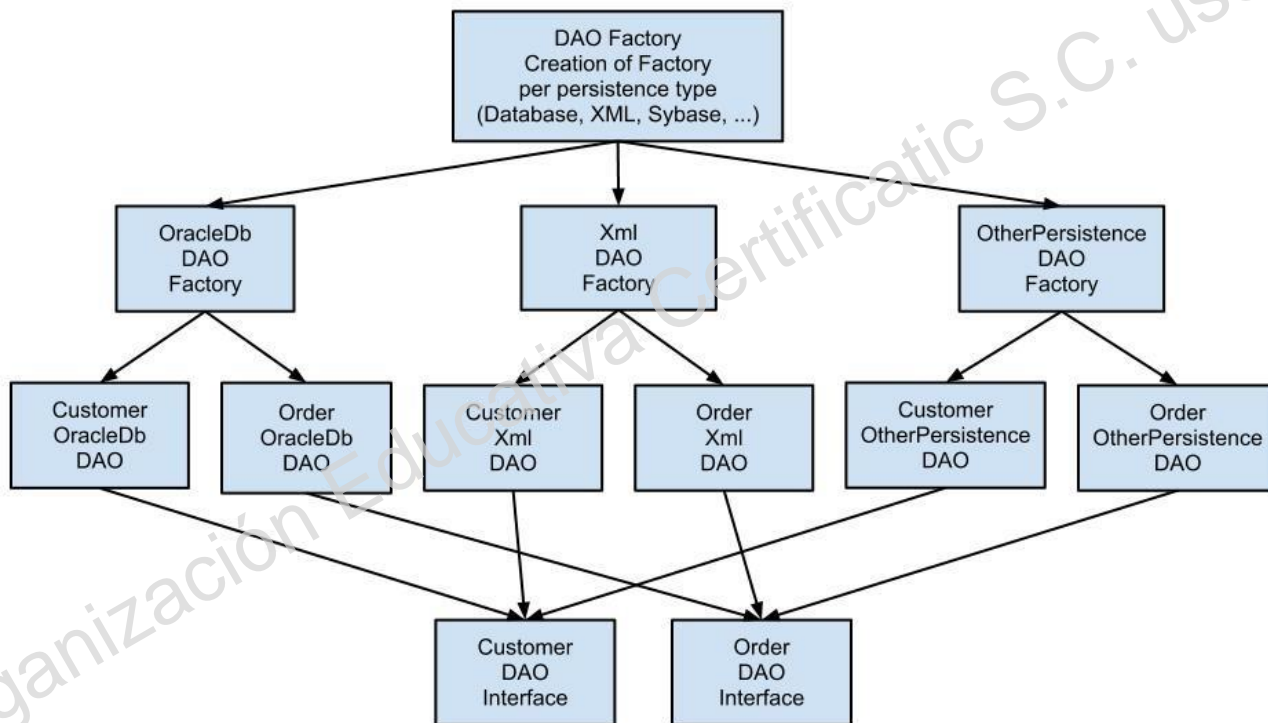 DAO Factory
Creation of Factory
per persistence type
(Database, XML, Sybase, ...)
OracleDb
DAO
Factory
Xml
DAO
Factory
OtherPersistence
DAO
Factory
Customer
OracleDb
DAO
Order
OracleDb
DAO
Customer
Xml
DAO
Order
Xml
DAO
Customer
OtherPersistence
DAO
Order
OtherPersistence
DAO
Customer
DAO
Interface
Order
DAO
Interface
ganización Educativa Certificatic S.C. us